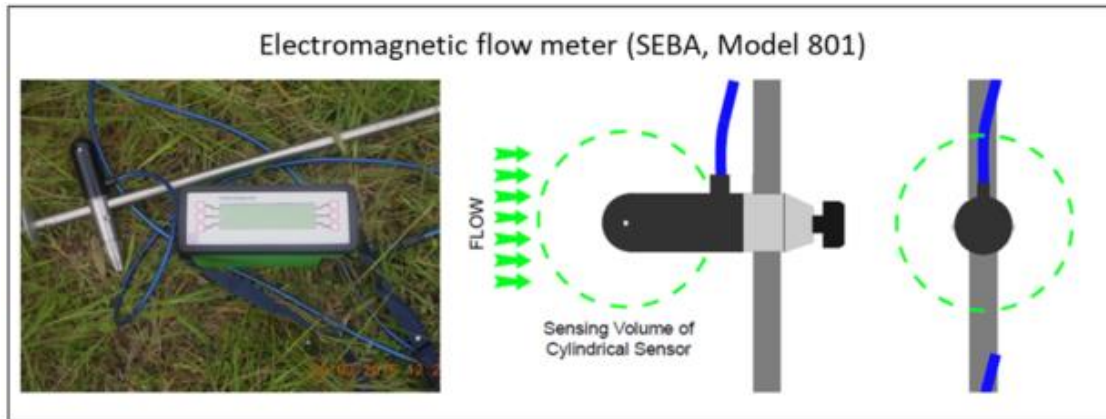 Electromagnetic flow meter (SEBA, Model 801)
FLOW
Sensing Volume of
Cylindrical Sensor